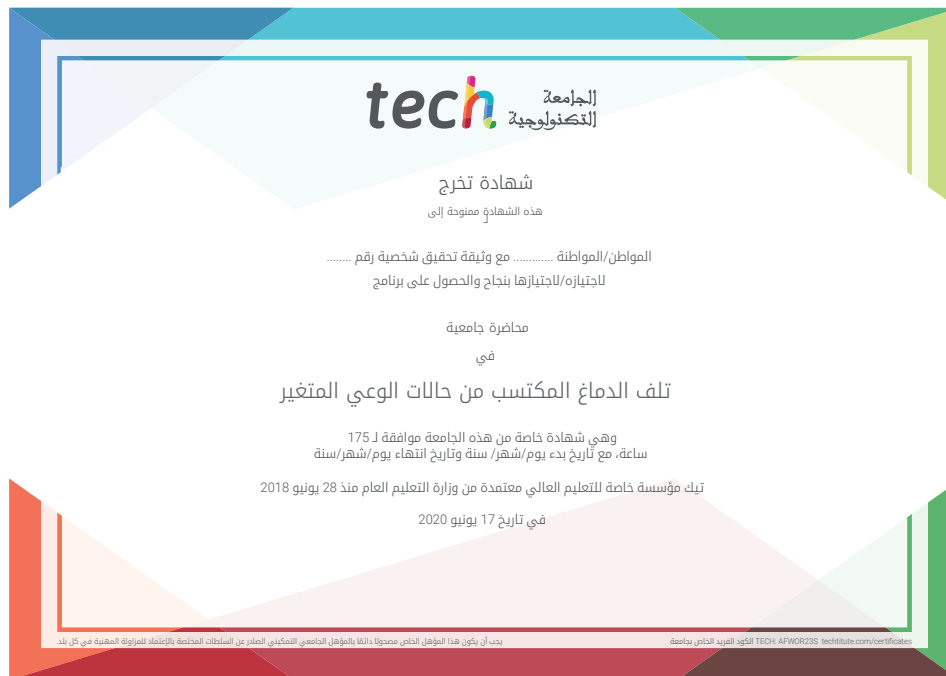 tech الجامعة
التكنولوجية
شهادة تخرج
هذه الشهادة ممنوحة إلى
المواطن/المواطنة ............ مع وثيقة تحقيق شخصية رقم ........
لاجتيازه/لاجتيازها بنجاح والحصول على برنامج
محاضرة جامعية
في
تلف الدماغ المكتسب من حالات الوعي المتغير
وهي شهادة خاصة من هذه الجامعة موافقة لـ 175
ساعة، مع تاريخ بدء يوم/شهر/ سنة وتاريخ انتهاء يوم/شهر/سنة
تيك مؤسسة خاصة للتعليم العالي معتمدة من وزارة التعليم العام منذ 28 يونيو 2018
في تاريخ 17 يونيو 2020
يجب أن يكون هذا المؤهل الخاص مصحوبًا دائمًا بالمؤهل الجامعي التمكيني الصادر عن السلطات المختصة بالإعتماد للمزاولة المهنية في كل بلد.
الكود الفريد الخاص بجامعة TECH: AFWOR23S techtitute.com/certificates